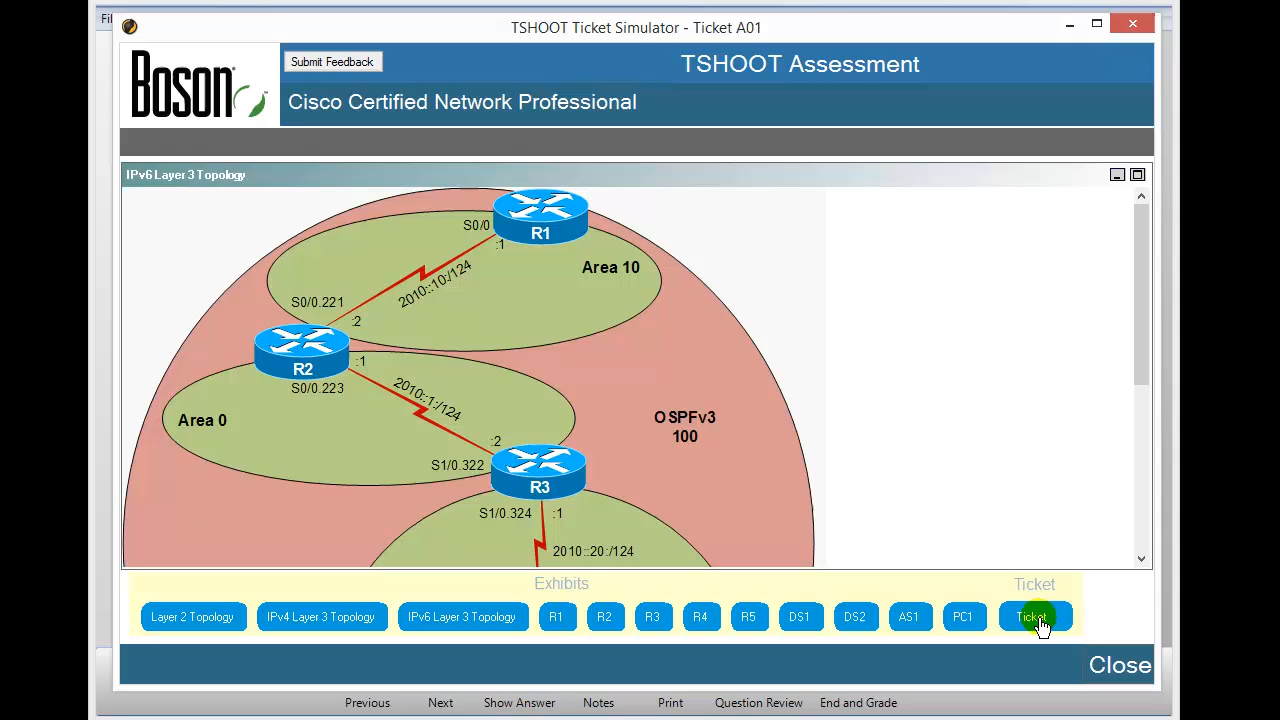 Fil
TSHOOT Ticket Simulator - Ticket A01
Boson
Submit Feedback
TSHOOT Assessment
Cisco Certified Network Professional
IPv6 Layer 3 Topology
S0/0
R1
:1
Area 10
2010::10:/124
S0/0.221
:2
R2
:1
S0/0.223
2010::1:/124
Area 0
OSPFv3
100
:2
S1/0.322
R3
S1/0.324
:1
2010::20:/124
Exhibits
Ticket
Layer 2 Topology
IPv4 Layer 3 Topology
IPv6 Layer 3 Topology
R1
R2
R3
R4
R5
DS1
DS2
AS1
PC1
Ticket
Close
Previous
Next
Show Answer
Notes
Print
Question Review
End and Grade